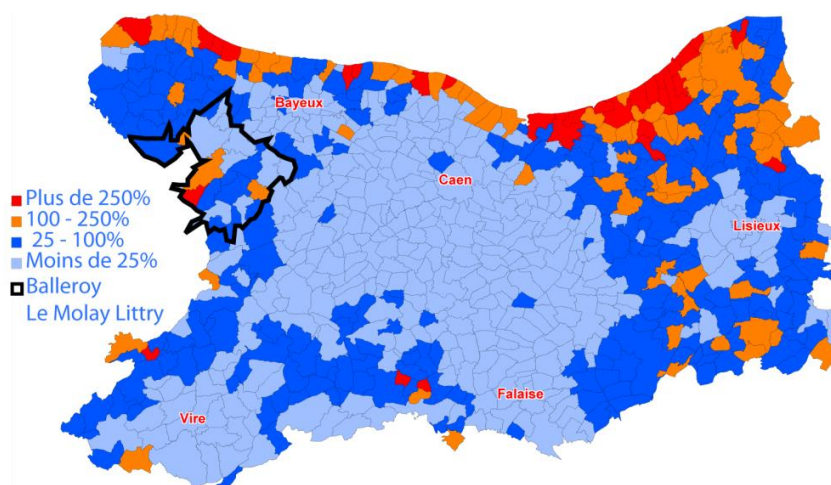 Bayeux
Caen
Lisieux
Plus de 250%
100 - 250%
25 - 100%
Moins de 25%
Balleroy
Le Molay Littry
Vire
Falaise